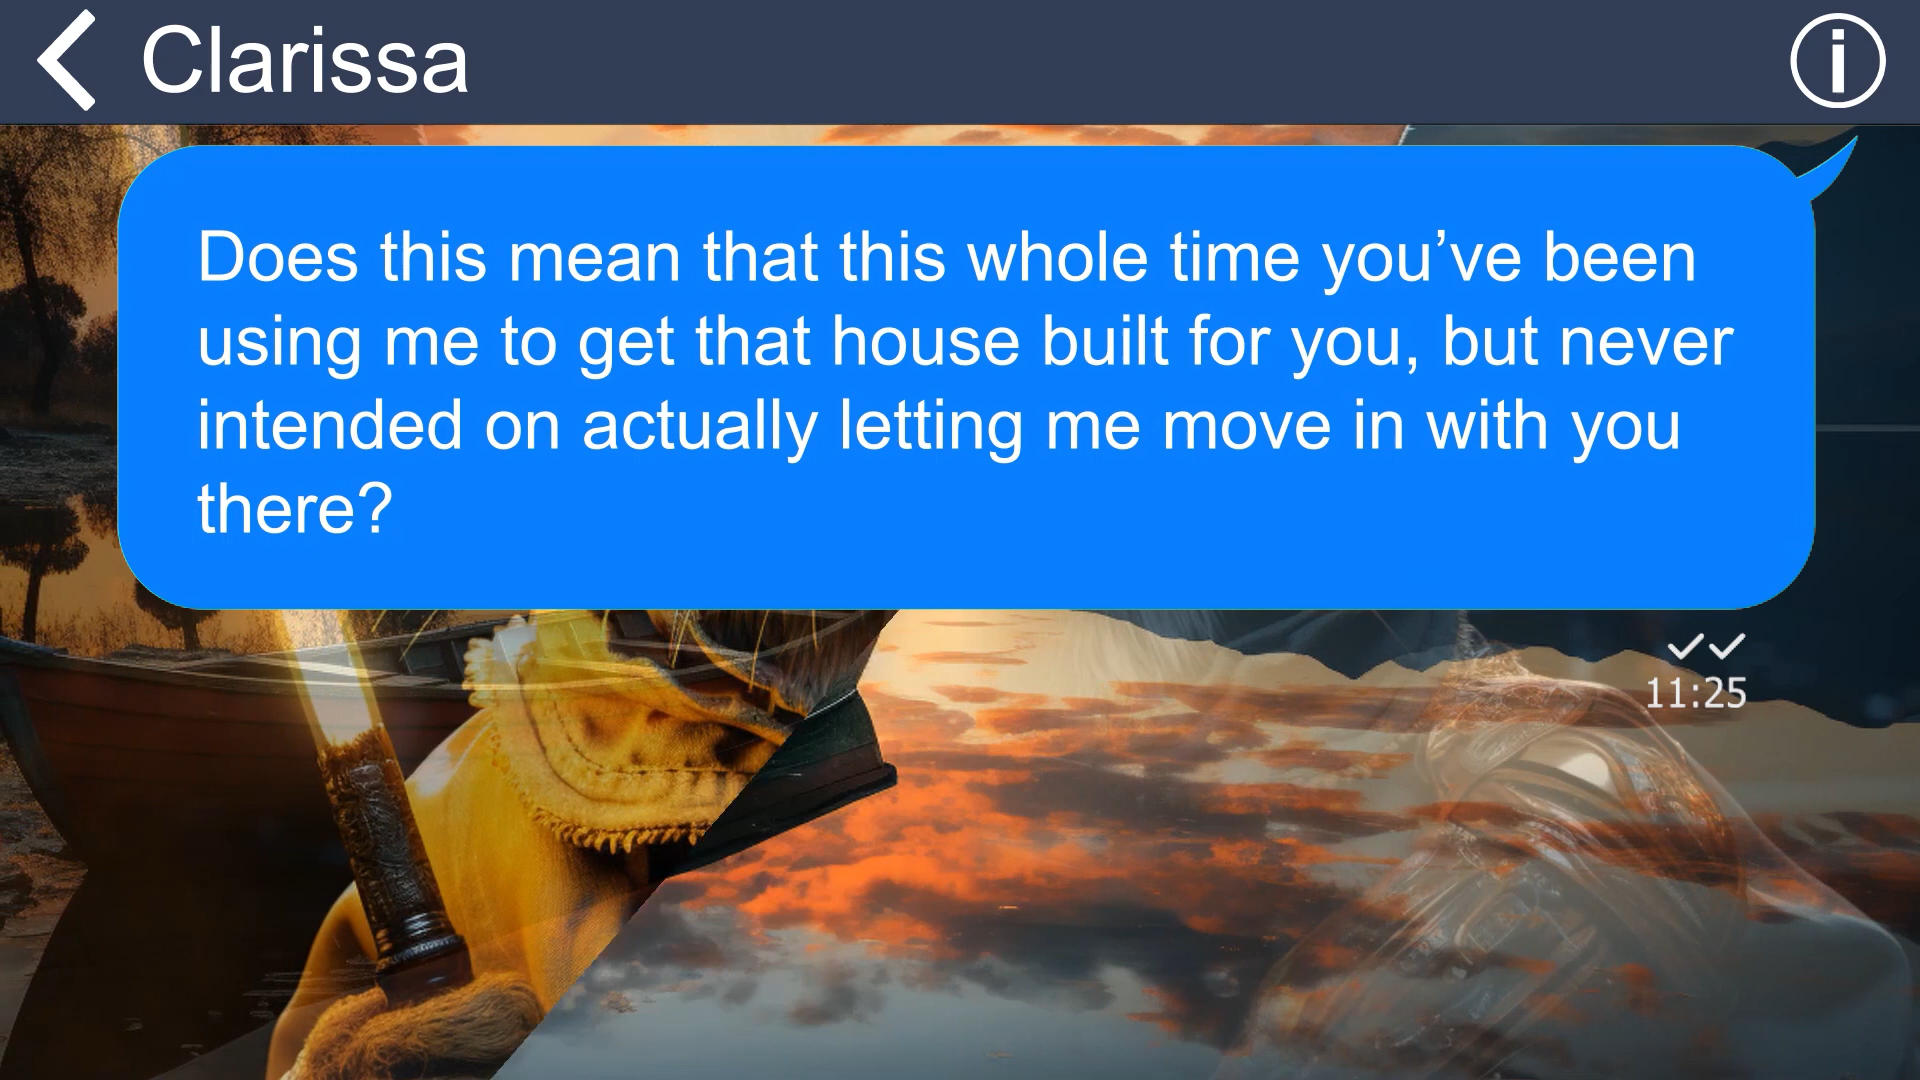 Clarissa
Does this mean that this whole time you’ve been
using me to get that house built for you, but never
intended on actually letting me move in with you
there?
11:25